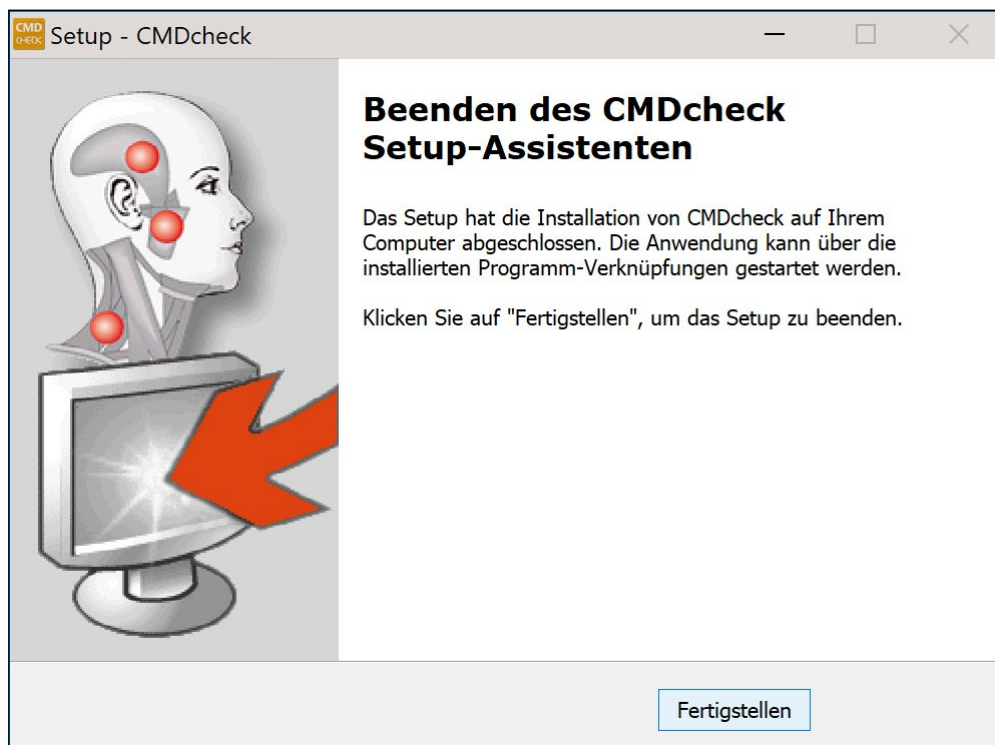 CMD
CHECK
Setup - CMDcheck
Beenden des CMDcheck
Setup-Assistenten
Das Setup hat die Installation von CMDcheck auf Ihrem
Computer abgeschlossen. Die Anwendung kann über die
installierten Programm-Verknüpfungen gestartet werden.
Klicken Sie auf "Fertigstellen", um das Setup zu beenden.
Fertigstellen